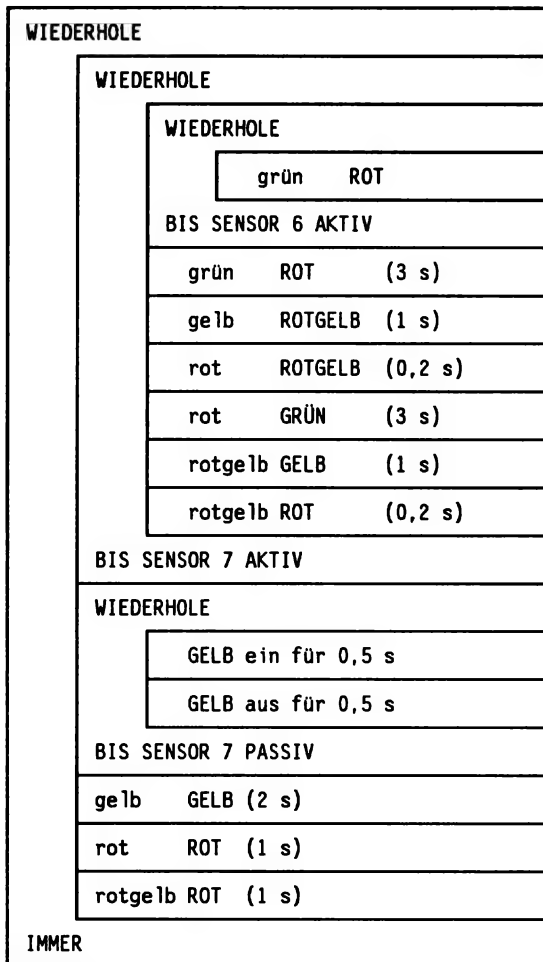 WIEDERHOLE
WIEDERHOLE
WIEDERHOLE
grün ROT
BIS SENSOR 6 AKTIV
grün ROT (3 s)
gelb ROTGELB (1 s)
rot ROTGELB (0,2 s)
rot GRÜN (3 s)
rotgelb GELB (1 s)
rotgelb ROT (0,2 s)
BIS SENSOR 7 AKTIV
WIEDERHOLE
GELB ein für 0,5 s
GELB aus für 0,5 s
BIS SENSOR 7 PASSIV
gelb GELB (2 s)
rot ROT (1 s)
rotgelb ROT (1 s)
IMMER